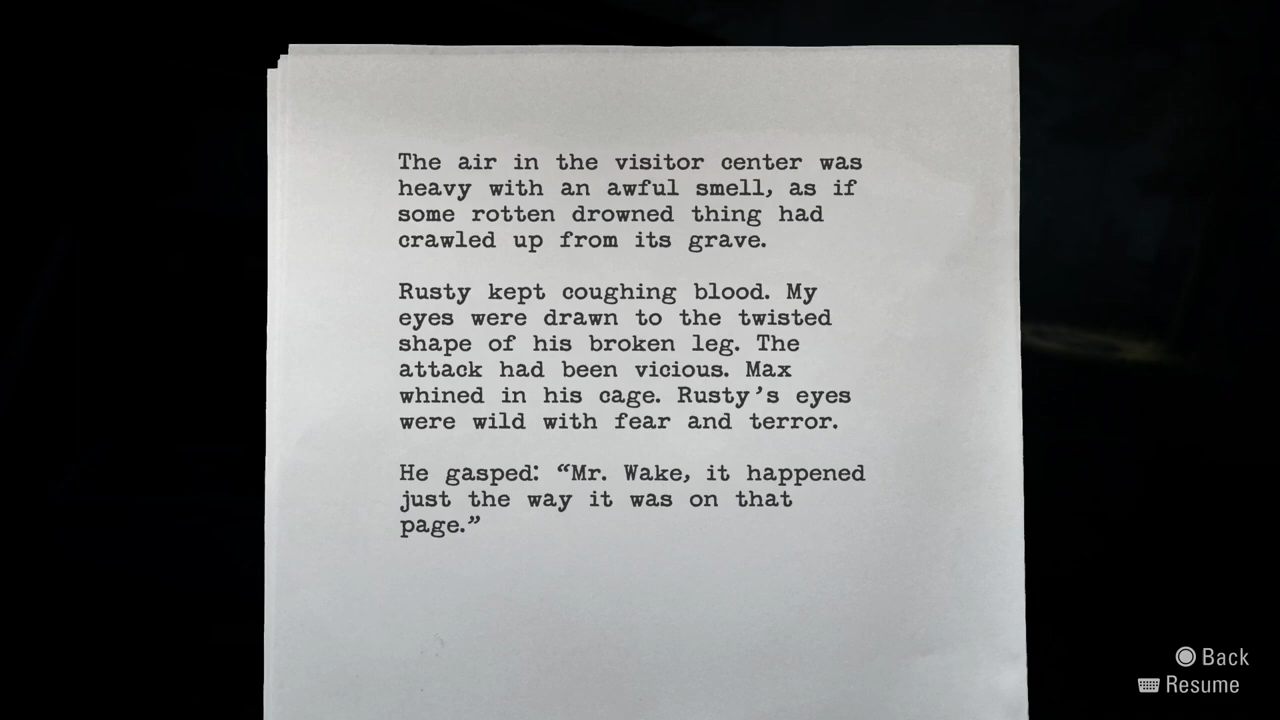 The air in the visitor center was
heavy with an awful smell, as if
some rotten drowned thing had
crawled up from its grave.
Rusty kept coughing blood. My
eyes were drawn to the twisted
shape of his broken leg. The
attack had been vicious. Max
whined in his cage. Rusty’s eyes
were wild with fear and terror.
He gasped: “Mr. Wake, it happened
just the way it was on that
page.”
Back
Resume